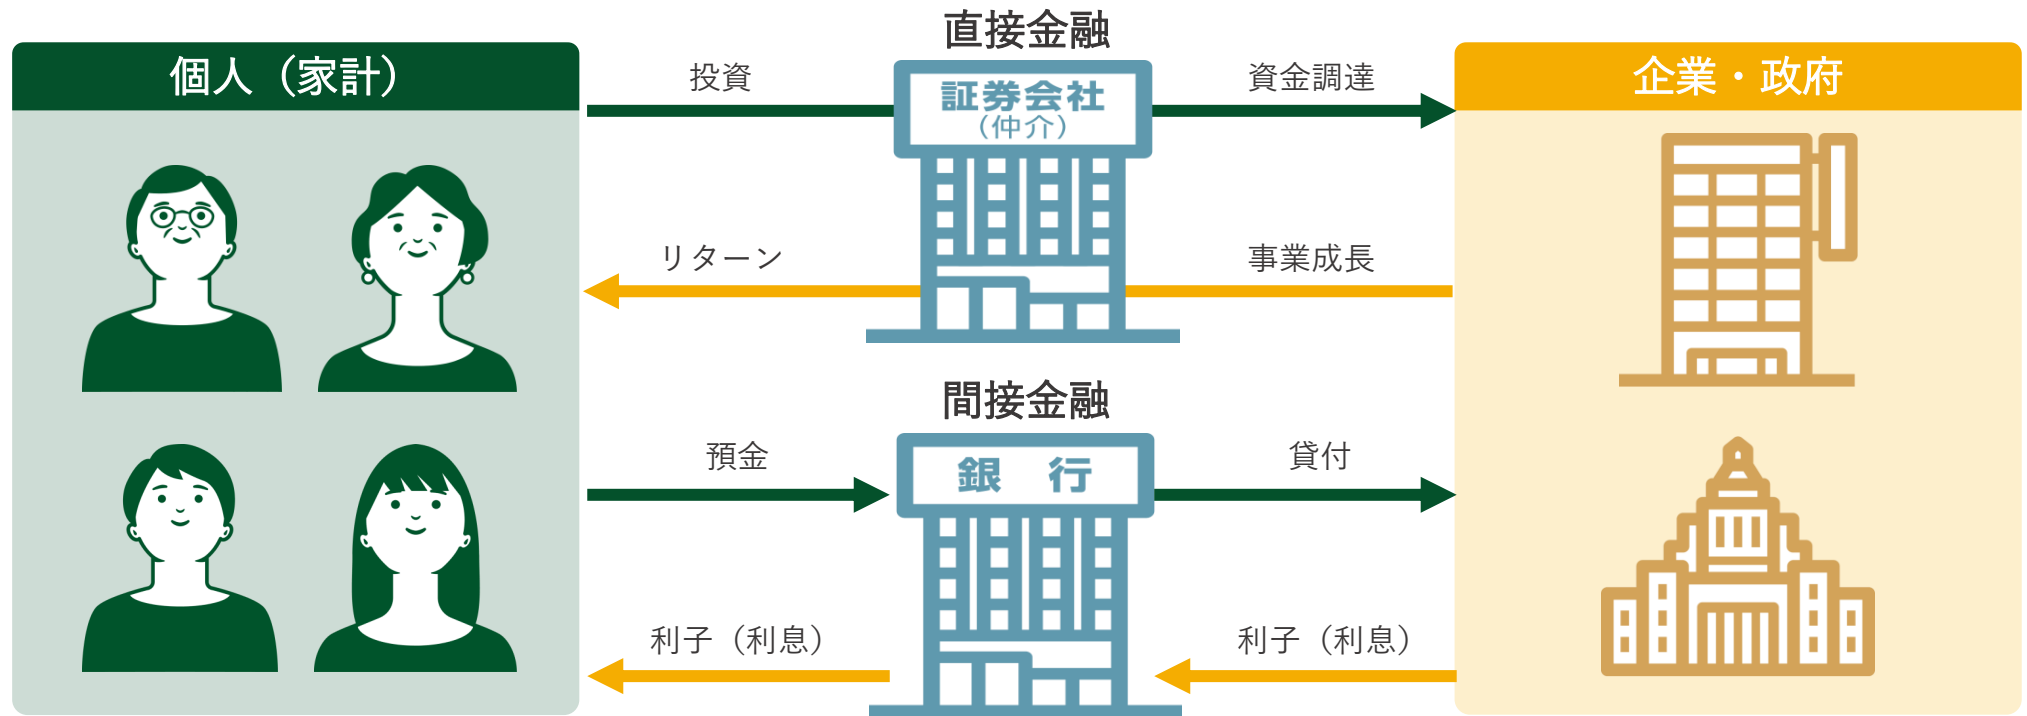 直接金融
個人（家計）
投資
証券会社
（仲介）
資金調達
企業・政府
リターン
事業成長
間接金融
預金
銀　行
貸付
利子（利息）
利子（利息）